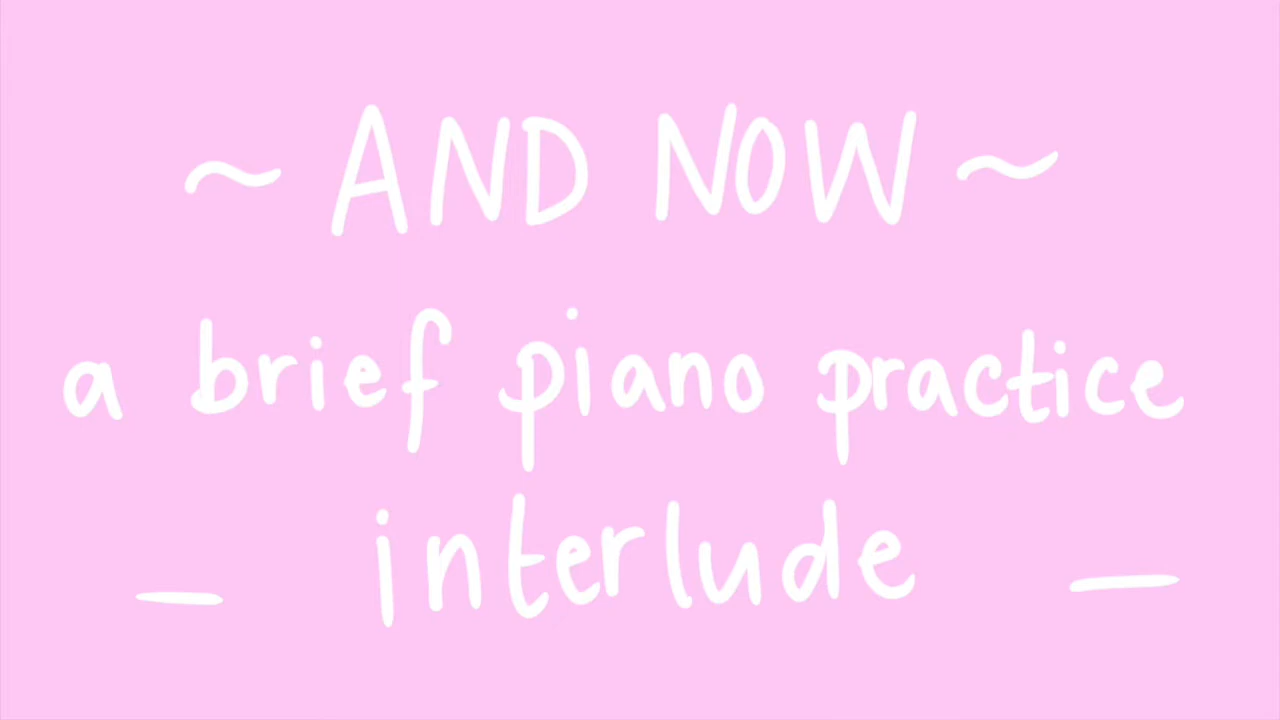 ~ AND NOW ~
a brief piano practice
_ interlude _